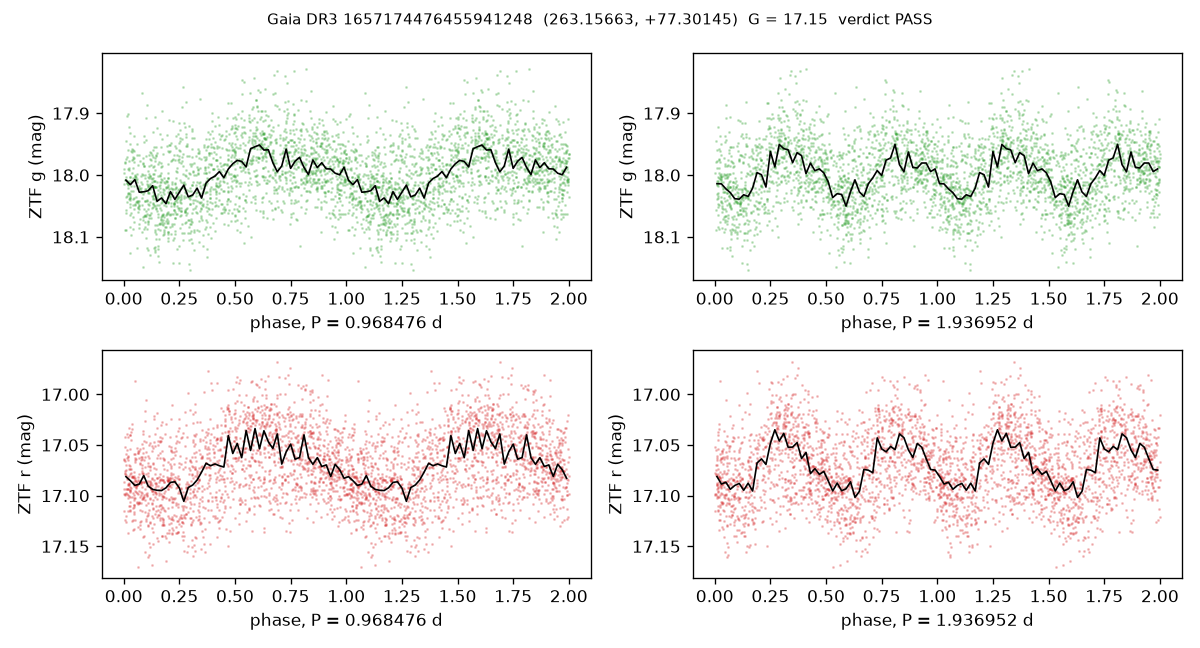 Gaia DR3 1657174476455941248 (263.15663, +77.30145) G = 17.15 verdict PASS
ZTF g (mag)
17.9
18.0
18.1
0.00 0.25 0.50 0.75 1.00 1.25 1.50 1.75 2.00
phase, P = 0.968476 d
ZTF g (mag)
17.9
18.0
18.1
0.00 0.25 0.50 0.75 1.00 1.25 1.50 1.75 2.00
phase, P = 1.936952 d
ZTF r (mag)
17.00
17.05
17.10
17.15
0.00 0.25 0.50 0.75 1.00 1.25 1.50 1.75 2.00
phase, P = 0.968476 d
ZTF r (mag)
17.00
17.05
17.10
17.15
0.00 0.25 0.50 0.75 1.00 1.25 1.50 1.75 2.00
phase, P = 1.936952 d